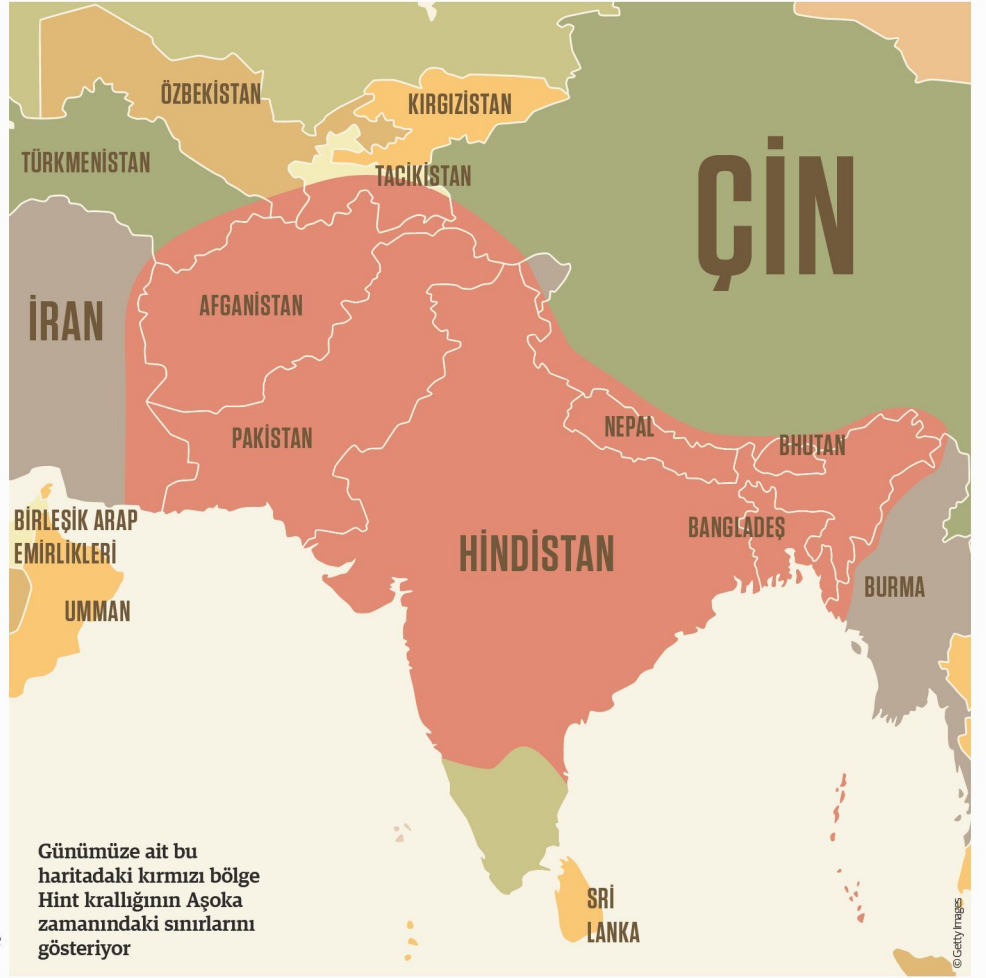 ÖZBEKİSTAN
KIRGIZİSTAN
TÜRKMENİSTAN
TACİKİSTAN
ÇİN
AFGANİSTAN
İRAN
PAKİSTAN
NEPAL
BHUTAN
BİRLEŞİK ARAP
EMİRLİKLERİ
BANGLADEŞ
HİNDİSTAN
BURMA
UMMAN
Günümüze ait bu
haritadaki kırmızı bölge
Hint krallığının Aşoka
zamanındaki sınırlarını
gösteriyor
SRİ
LANKA
© Getty Images